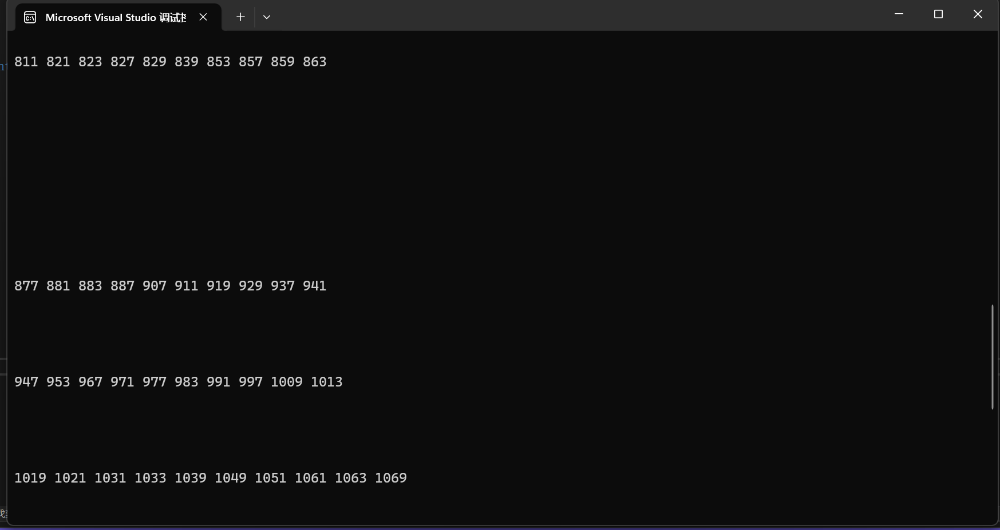 Microsoft Visual Studio 调试
811 821 823 827 829 839 853 857 859 863
877 881 883 887 907 911 919 929 937 941
947 953 967 971 977 983 991 997 1009 1013
1019 1021 1031 1033 1039 1049 1051 1061 1063 1069